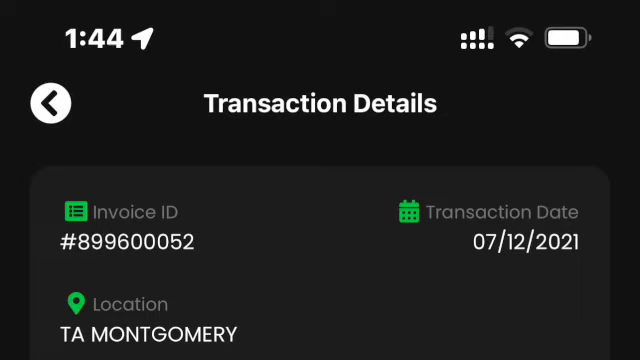 1:44
Transaction Details
Invoice ID
Transaction Date
#899600052
07/12/2021
Location
TA MONTGOMERY